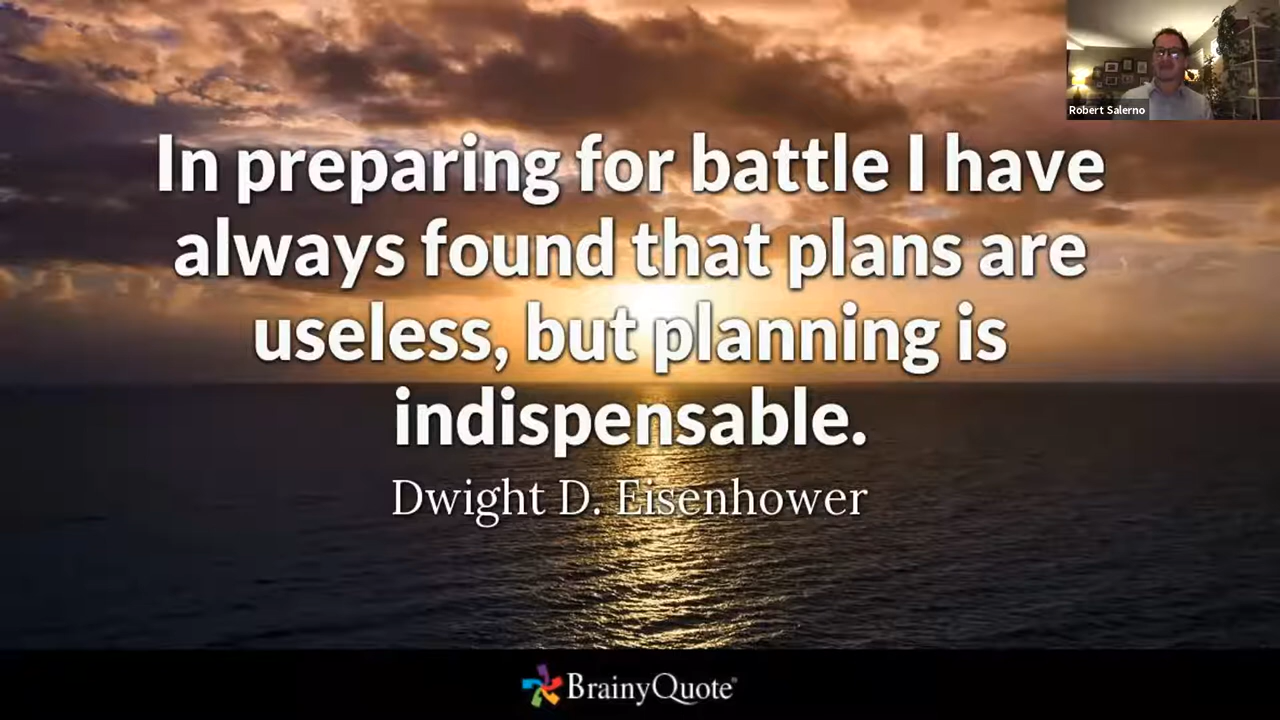 Robert Salerno
In preparing for battle I have
always found that plans are
useless, but planning is
indispensable.
Dwight D. Eisenhower
BrainyQuote®